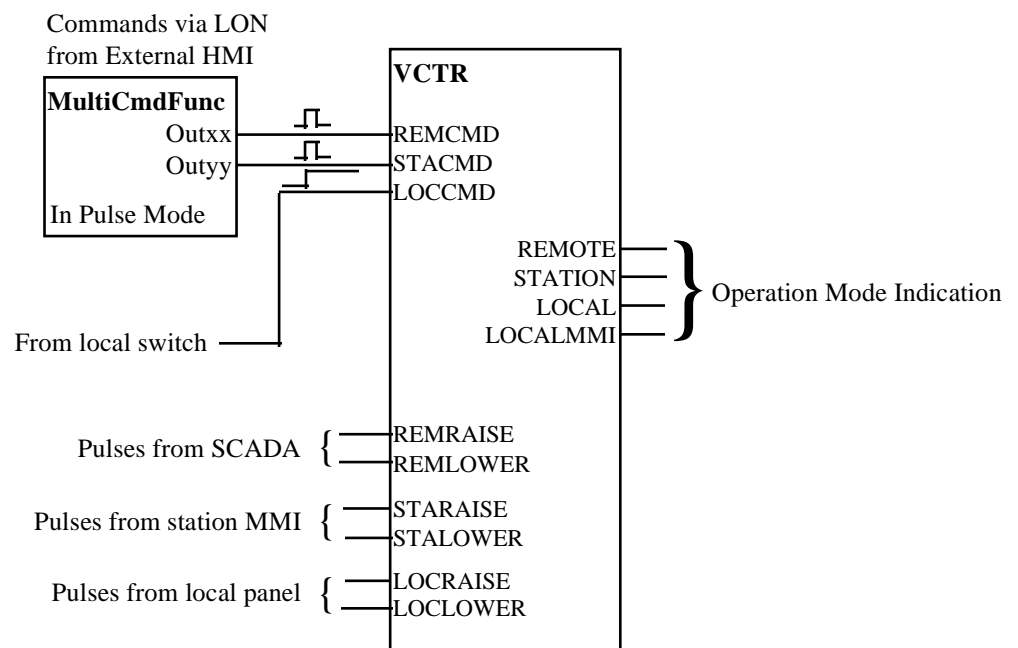 Commands via LON
from External HMI
MultiCmdFunc
Outxx
Outyy
In Pulse Mode
From local switch
VCTR
REMCMD
STACMD
LOCCMD
REMOTE
STATION
LOCAL
LOCALMMI
Operation Mode Indication
Pulses from SCADA {
REMRAISE
REMLOWER
Pulses from station MMI {
STARAISE
STALOWER
Pulses from local panel {
LOCRAISE
LOCLOWER